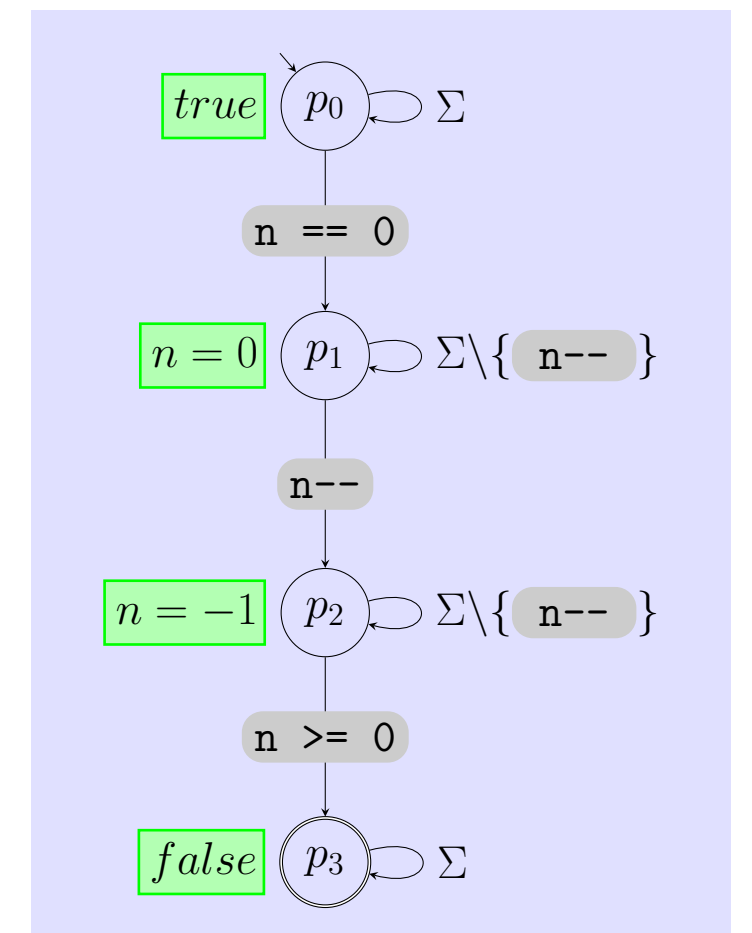 true p₀ Σ
n == 0
n = 0 p₁ Σ\{ n-- }
n--
n = −1 p₂ Σ\{ n-- }
n >= 0
false p₃ Σ